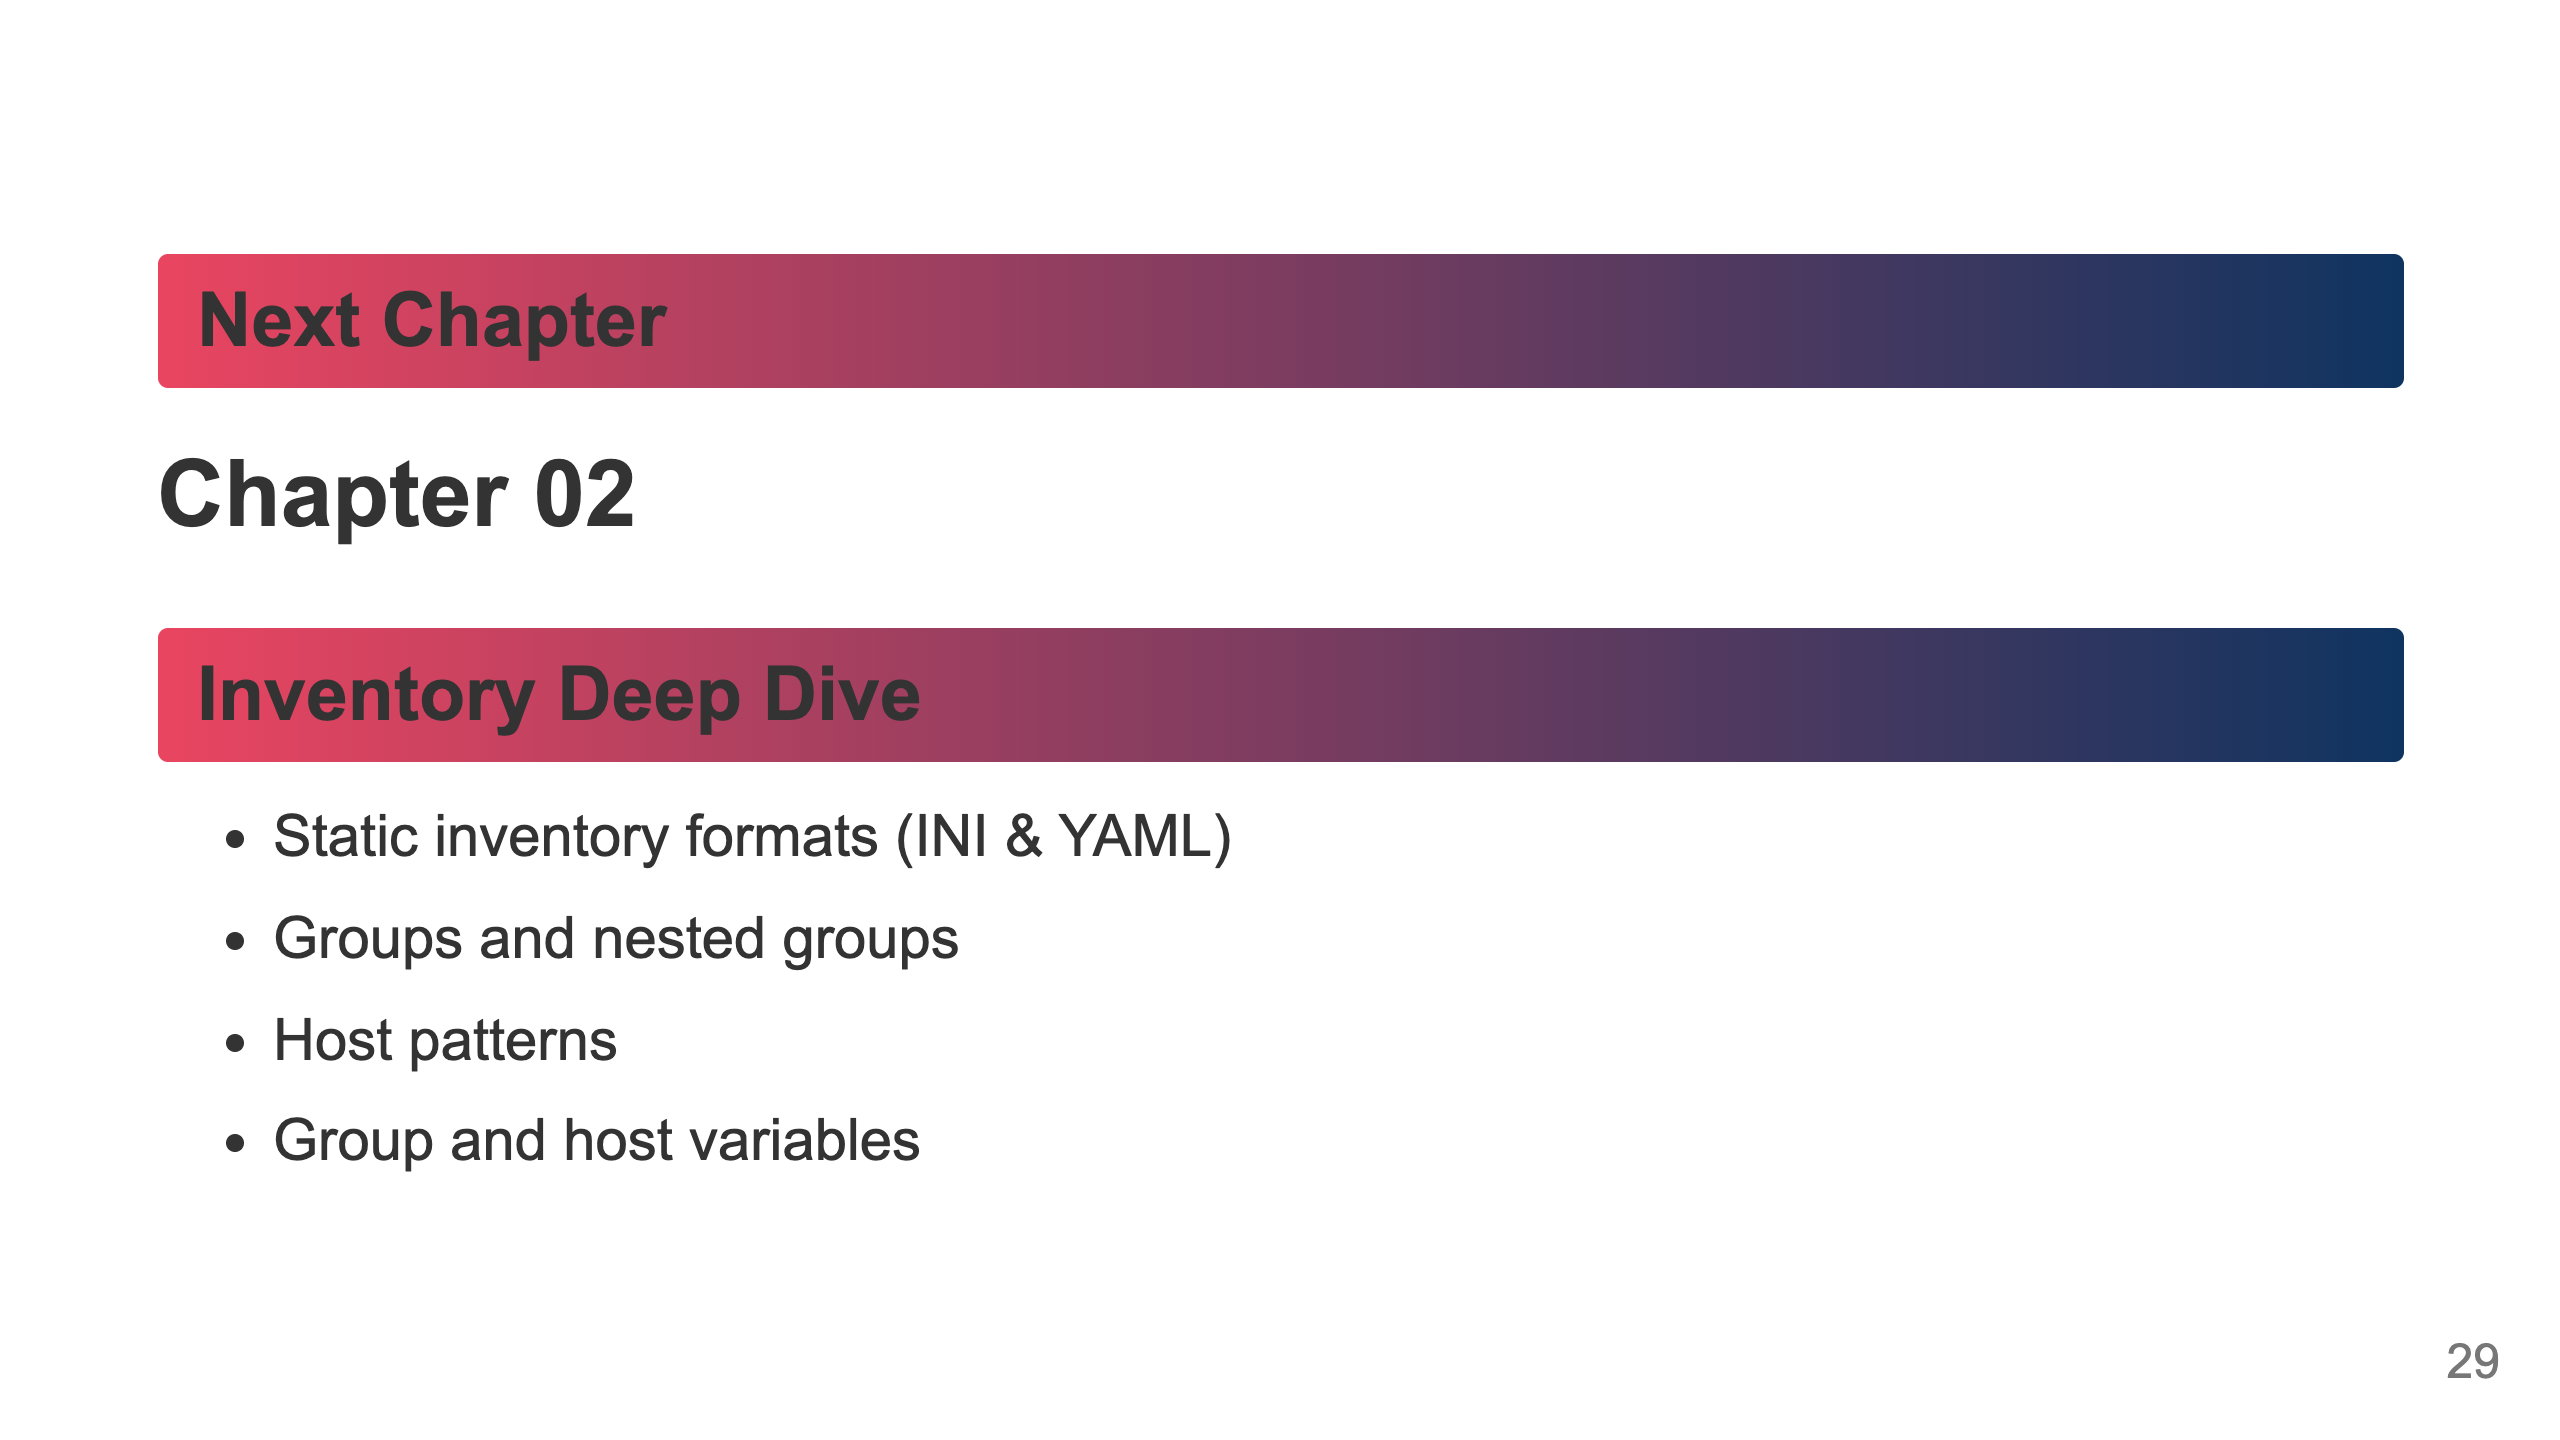 Next Chapter
Chapter 02
Inventory Deep Dive
• Static inventory formats (INI & YAML)
• Groups and nested groups
• Host patterns
• Group and host variables
29